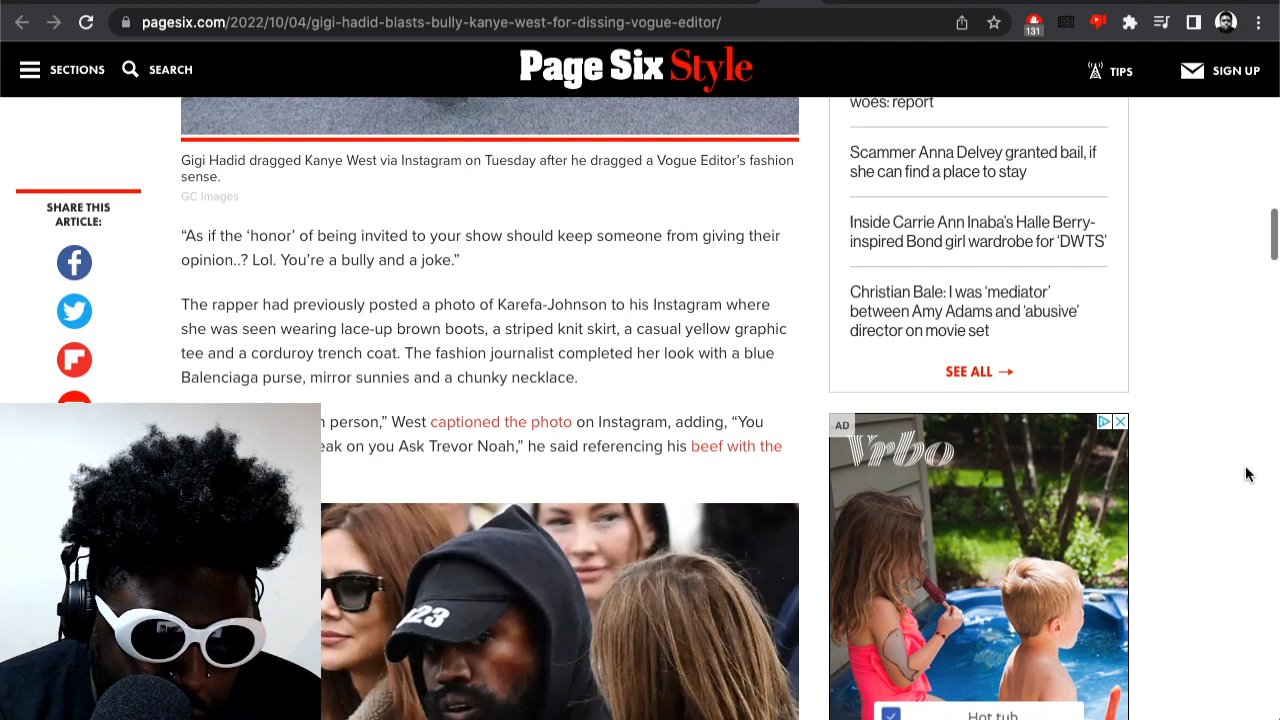 pagesix.com/2022/10/04/gigi-hadid-blasts-bully-kanye-west-for-dissing-vogue-editor/
131
SECTIONS
SEARCH
Page Six Style
TIPS
SIGN UP
SHARE THIS
ARTICLE:
Gigi Hadid dragged Kanye West via Instagram on Tuesday after he dragged a Vogue Editor’s fashion
sense.
GC Images
“As if the ‘honor’ of being invited to your show should keep someone from giving their
opinion..? Lol. You’re a bully and a joke.”
The rapper had previously posted a photo of Karefa-Johnson to his Instagram where
she was seen wearing lace-up brown boots, a striped knit skirt, a casual yellow graphic
tee and a corduroy trench coat. The fashion journalist completed her look with a blue
Balenciaga purse, mirror sunnies and a chunky necklace.
person,” West captioned the photo on Instagram, adding, “You
on you Ask Trevor Noah,” he said referencing his beef with the
23
woes: report
Scammer Anna Delvey granted bail, if
she can find a place to stay
Inside Carrie Ann Inaba’s Halle Berry-
inspired Bond girl wardrobe for ‘DWTS’
Christian Bale: I was ‘mediator’
between Amy Adams and ‘abusive’
director on movie set
SEE ALL →
AD
Vrbo
Hot tub